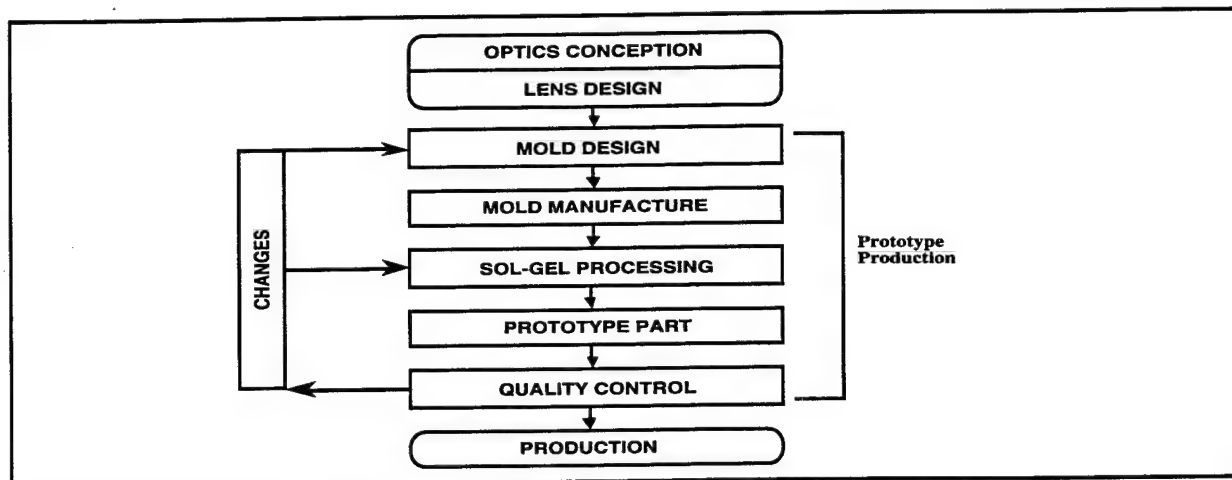 OPTICS CONCEPTION
LENS DESIGN
MOLD DESIGN
MOLD MANUFACTURE
SOL-GEL PROCESSING
PROTOTYPE PART
QUALITY CONTROL
PRODUCTION
CHANGES
Prototype
Production